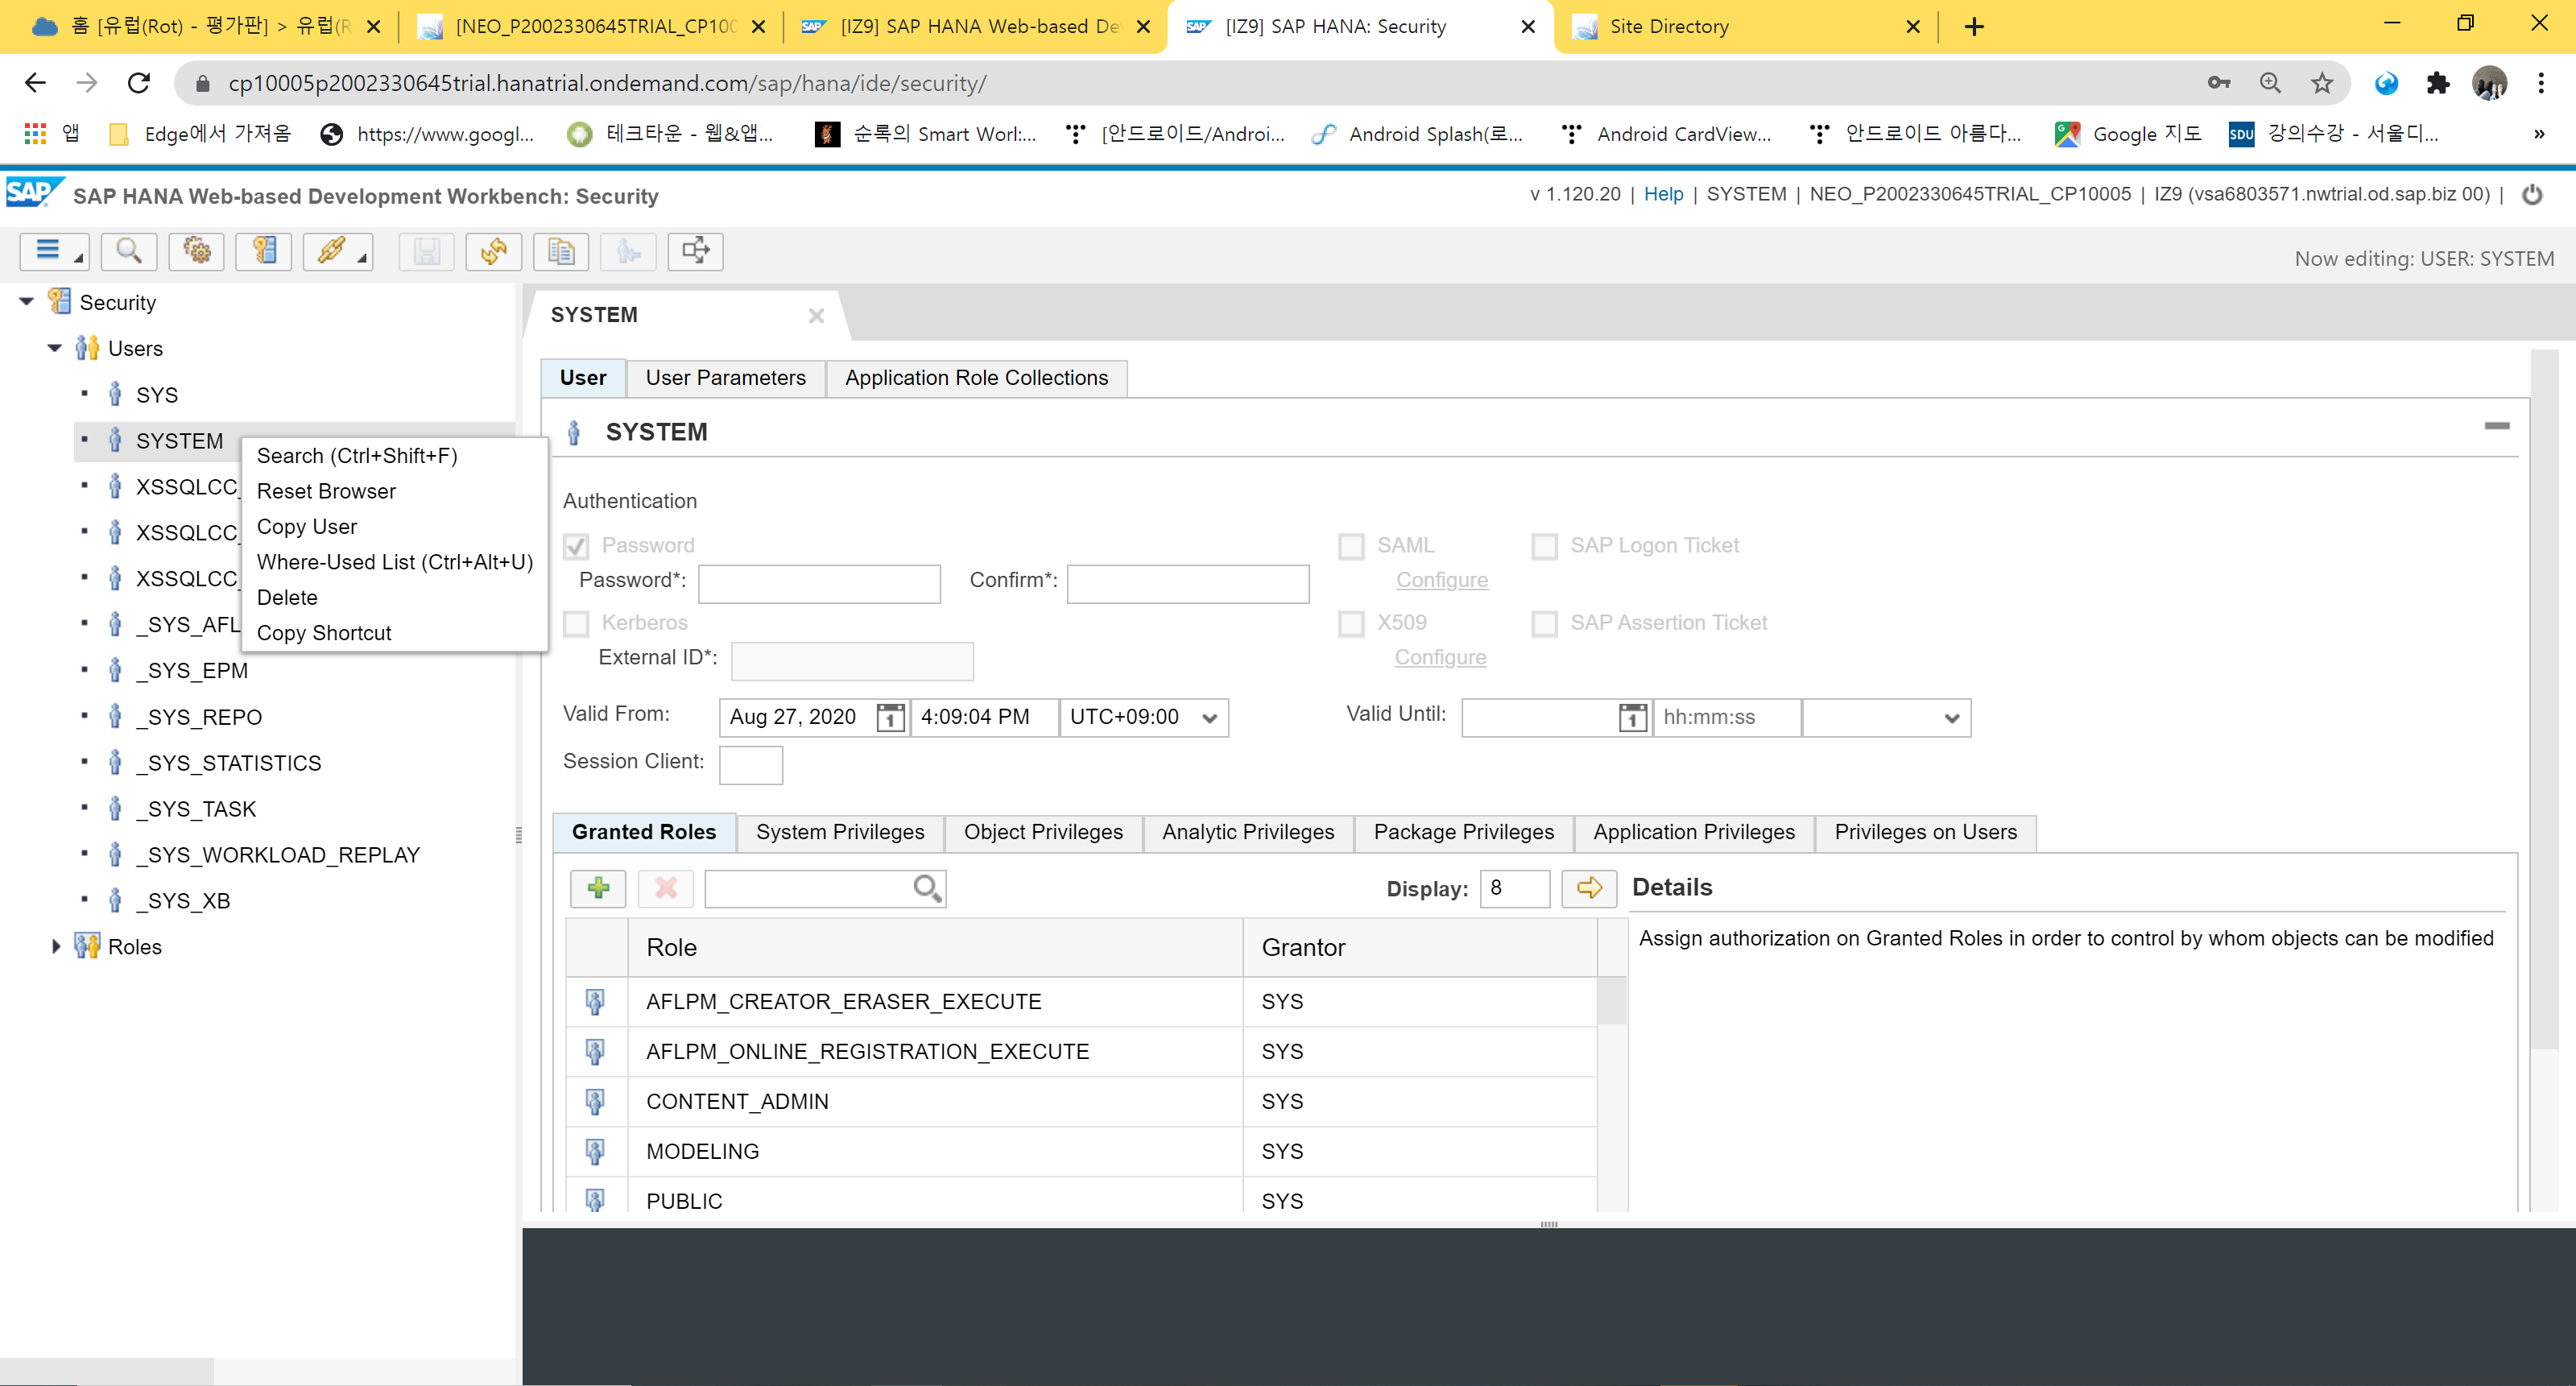 홈 [유럽(Rot) - 평가판] > 유럽(R
[NEO_P2002330645TRIAL_CP100
[IZ9] SAP HANA Web-based De
[IZ9] SAP HANA: Security
Site Directory
cp10005p2002330645trial.hanatrial.ondemand.com/sap/hana/ide/security/
앱
Edge에서 가져옴
https://www.googl...
테크타운 - 웹&앱...
순록의 Smart Worl:...
[안드로이드/Androi...
Android Splash(로...
Android CardView...
안드로이드 아름다...
Google 지도
SDU
강의수강 - 서울디...
»
SAP
SAP HANA Web-based Development Workbench: Security
v 1.120.20 | Help | SYSTEM | NEO_P2002330645TRIAL_CP10005 | IZ9 (vsa6803571.nwtrial.od.sap.biz 00) |
Now editing: USER: SYSTEM
Security
Users
SYS
SYSTEM
XSSQLCC_
XSSQLCC_
XSSQLCC_
_SYS_AFL
_SYS_EPM
_SYS_REPO
_SYS_STATISTICS
_SYS_TASK
_SYS_WORKLOAD_REPLAY
_SYS_XB
Roles
Search (Ctrl+Shift+F)
Reset Browser
Copy User
Where-Used List (Ctrl+Alt+U)
Delete
Copy Shortcut
SYSTEM
User
User Parameters
Application Role Collections
SYSTEM
Authentication
Password
SAML
SAP Logon Ticket
Password*:
Confirm*:
Configure
Kerberos
X509
SAP Assertion Ticket
External ID*:
Configure
Valid From:
Aug 27, 2020
4:09:04 PM
UTC+09:00
Valid Until:
hh:mm:ss
Session Client:
Granted Roles
System Privileges
Object Privileges
Analytic Privileges
Package Privileges
Application Privileges
Privileges on Users
Display:
8
Details
Role
Grantor
Assign authorization on Granted Roles in order to control by whom objects can be modified
AFLPM_CREATOR_ERASER_EXECUTE
SYS
AFLPM_ONLINE_REGISTRATION_EXECUTE
SYS
CONTENT_ADMIN
SYS
MODELING
SYS
PUBLIC
SYS